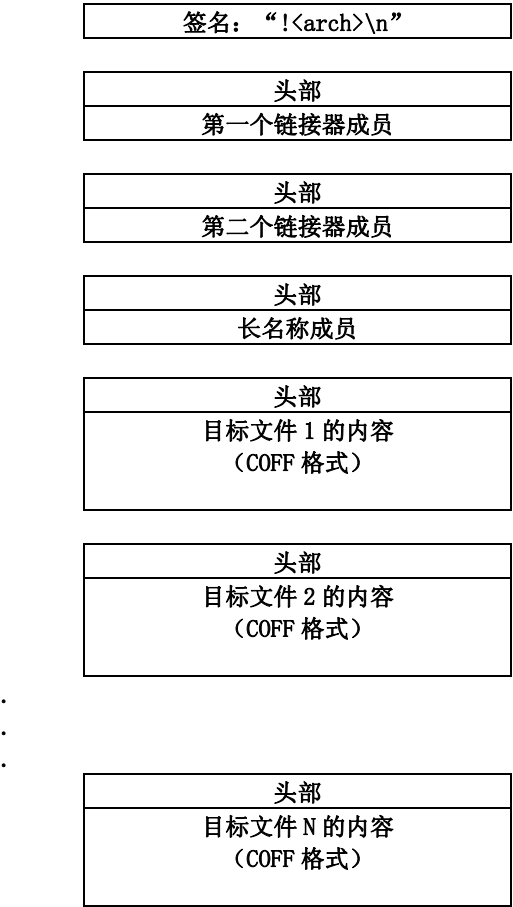 签名：“!<arch>\n”
头部
第一个链接器成员
头部
第二个链接器成员
头部
长名称成员
头部
目标文件 1 的内容
（COFF 格式）
头部
目标文件 2 的内容
（COFF 格式）
.
.
.
头部
目标文件 N 的内容
（COFF 格式）